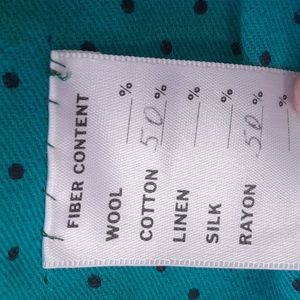 FIBER CONTENT
WOOL ___%
COTTON 50%
LINEN ___%
SILK ___%
RAYON 50%